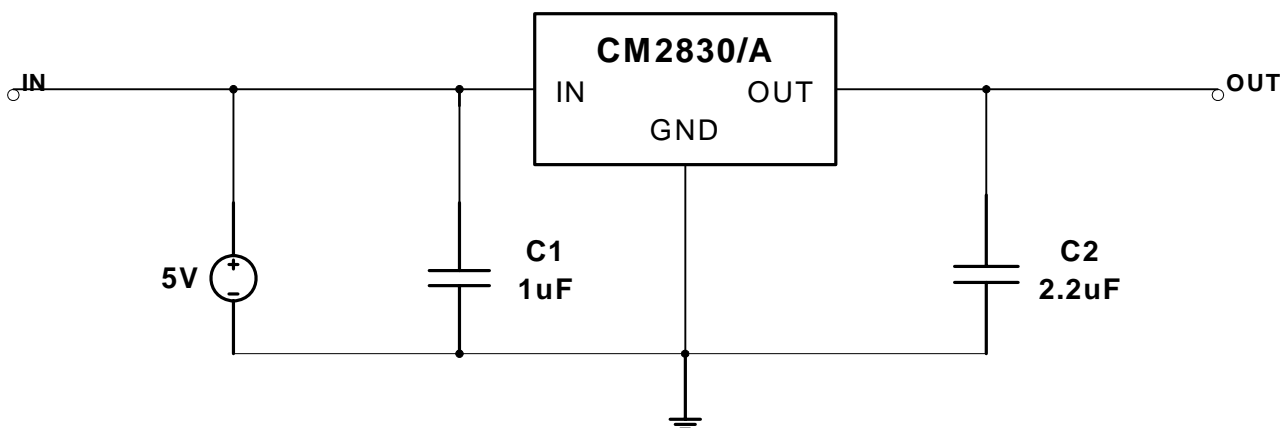 CM2830/A
IN
IN
OUT
OUT
GND
5V
C1
1uF
C2
2.2uF